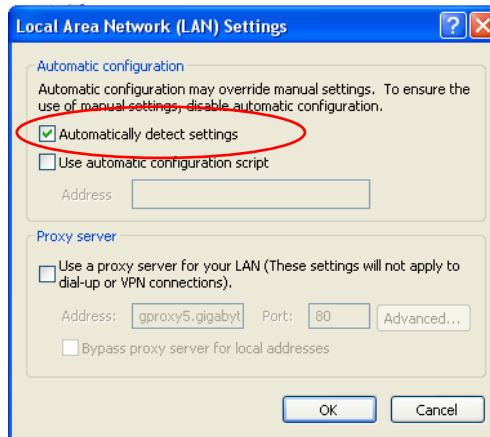 Local Area Network (LAN) Settings
Automatic configuration
Automatic configuration may override manual settings. To ensure the
use of manual settings, disable automatic configuration.
Automatically detect settings
Use automatic configuration script
Address
Proxy server
Use a proxy server for your LAN (These settings will not apply to
dial-up or VPN connections).
Address: gproxy5.gigabyt Port: 80 Advanced...
Bypass proxy server for local addresses
OK Cancel